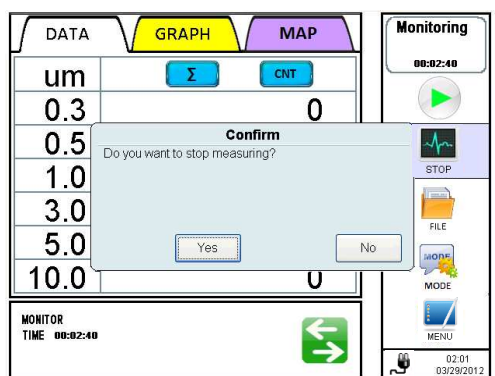 DATA GRAPH MAP
um Σ CNT
0.3 0
0.5
1.0
3.0
5.0
10.0 0
Confirm
Do you want to stop measuring?
Yes No
MONITOR
TIME 00:02:40
Monitoring
00:02:40
STOP
FILE
MODE
MODE
MENU
02:01
03/29/2012